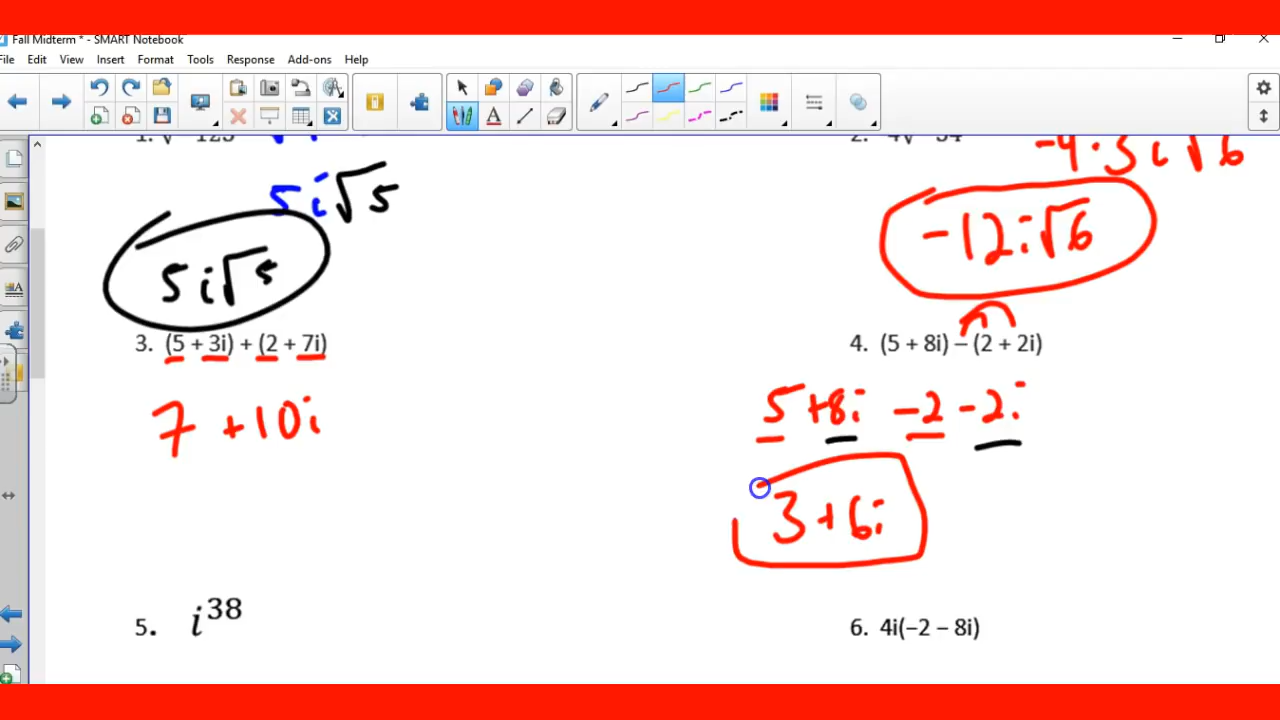 Fall Midterm * - SMART Notebook
File Edit View Insert Format Tools Response Add-ons Help
5i√5
5i√5
-4·3i√6
-12i√6
3. (5 + 3i) + (2 + 7i)
7 +10i
4. (5 + 8i) – (2 + 2i)
5 +8i -2 -2i
3+6i
5. i³⁸
6. 4i(–2 – 8i)